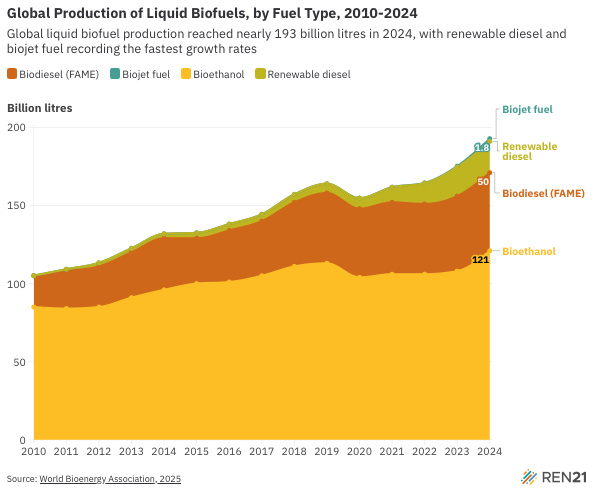 Global Production of Liquid Biofuels, by Fuel Type, 2010-2024
Global liquid biofuel production reached nearly 193 billion litres in 2024, with renewable diesel and
biojet fuel recording the fastest growth rates
Biodiesel (FAME) Biojet fuel Bioethanol Renewable diesel
Billion litres
Biojet fuel
200
1.8
Renewable
diesel
50
Biodiesel (FAME)
150
Bioethanol
121
100
50
0
2010 2011 2012 2013 2014 2015 2016 2017 2018 2019 2020 2021 2022 2023 2024
Source: World Bioenergy Association, 2025
REN21